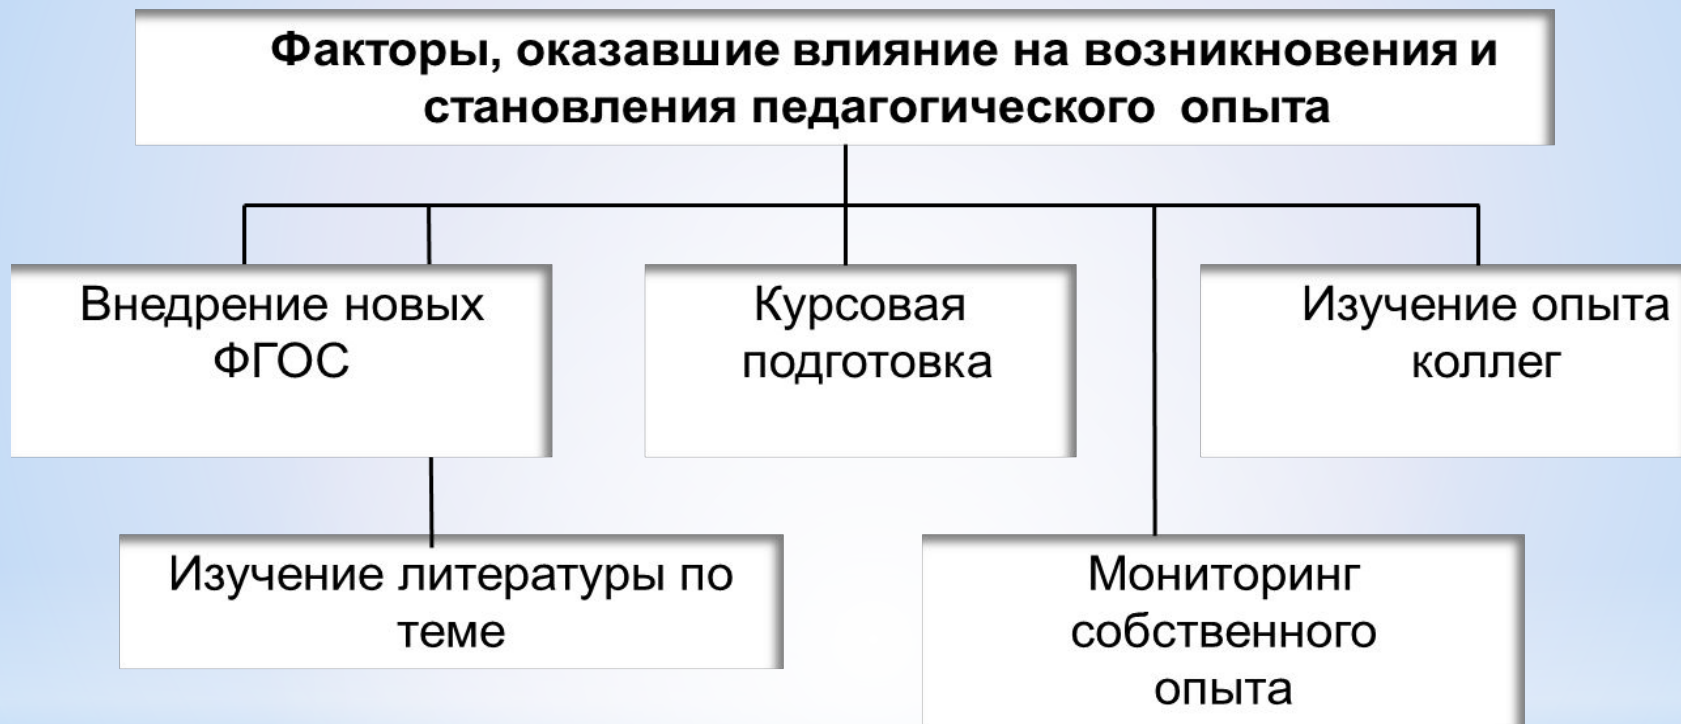 Факторы, оказавшие влияние на возникновения и
становления педагогического опыта
Внедрение новых
ФГОС
Курсовая
подготовка
Изучение опыта
коллег
Изучение литературы по
теме
Мониторинг
собственного
опыта